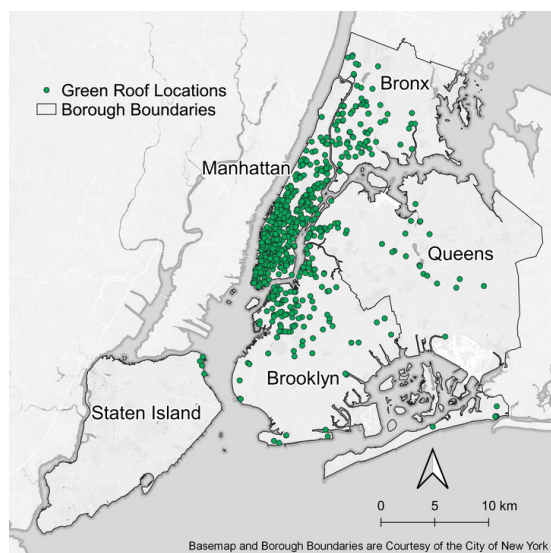 Green Roof Locations
Borough Boundaries
Bronx
Manhattan
Queens
Brooklyn
Staten Island
0 5 10 km
Basemap and Borough Boundaries are Courtesy of the City of New York